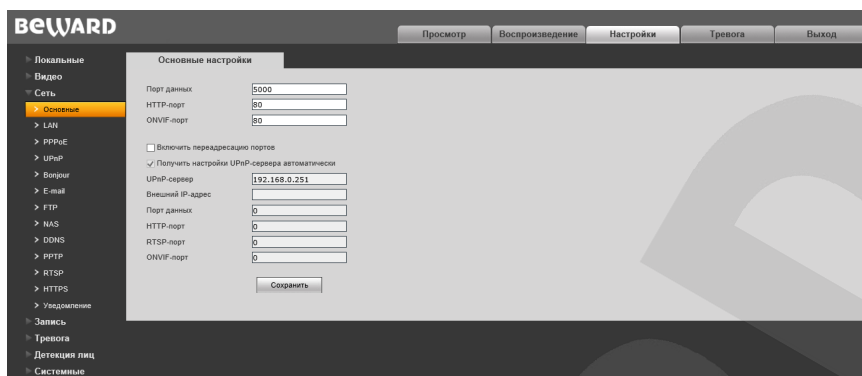 BEWARD
Просмотр
Воспроизведение
Настройки
Тревога
Выход
Локальные
Видео
Сеть
Основные
LAN
PPPoE
UPnP
Bonjour
E-mail
FTP
NAS
DDNS
PPTP
RTSP
HTTPS
Уведомление
Запись
Тревога
Детекция лиц
Системные
Основные настройки
Порт данных 5000
HTTP-порт 80
ONVIF-порт 80
Включить переадресацию портов
Получить настройки UPnP-сервера автоматически
UPnP-сервер 192.168.0.251
Внешний IP-адрес
Порт данных 0
HTTP-порт 0
RTSP-порт 0
ONVIF-порт 0
Сохранить